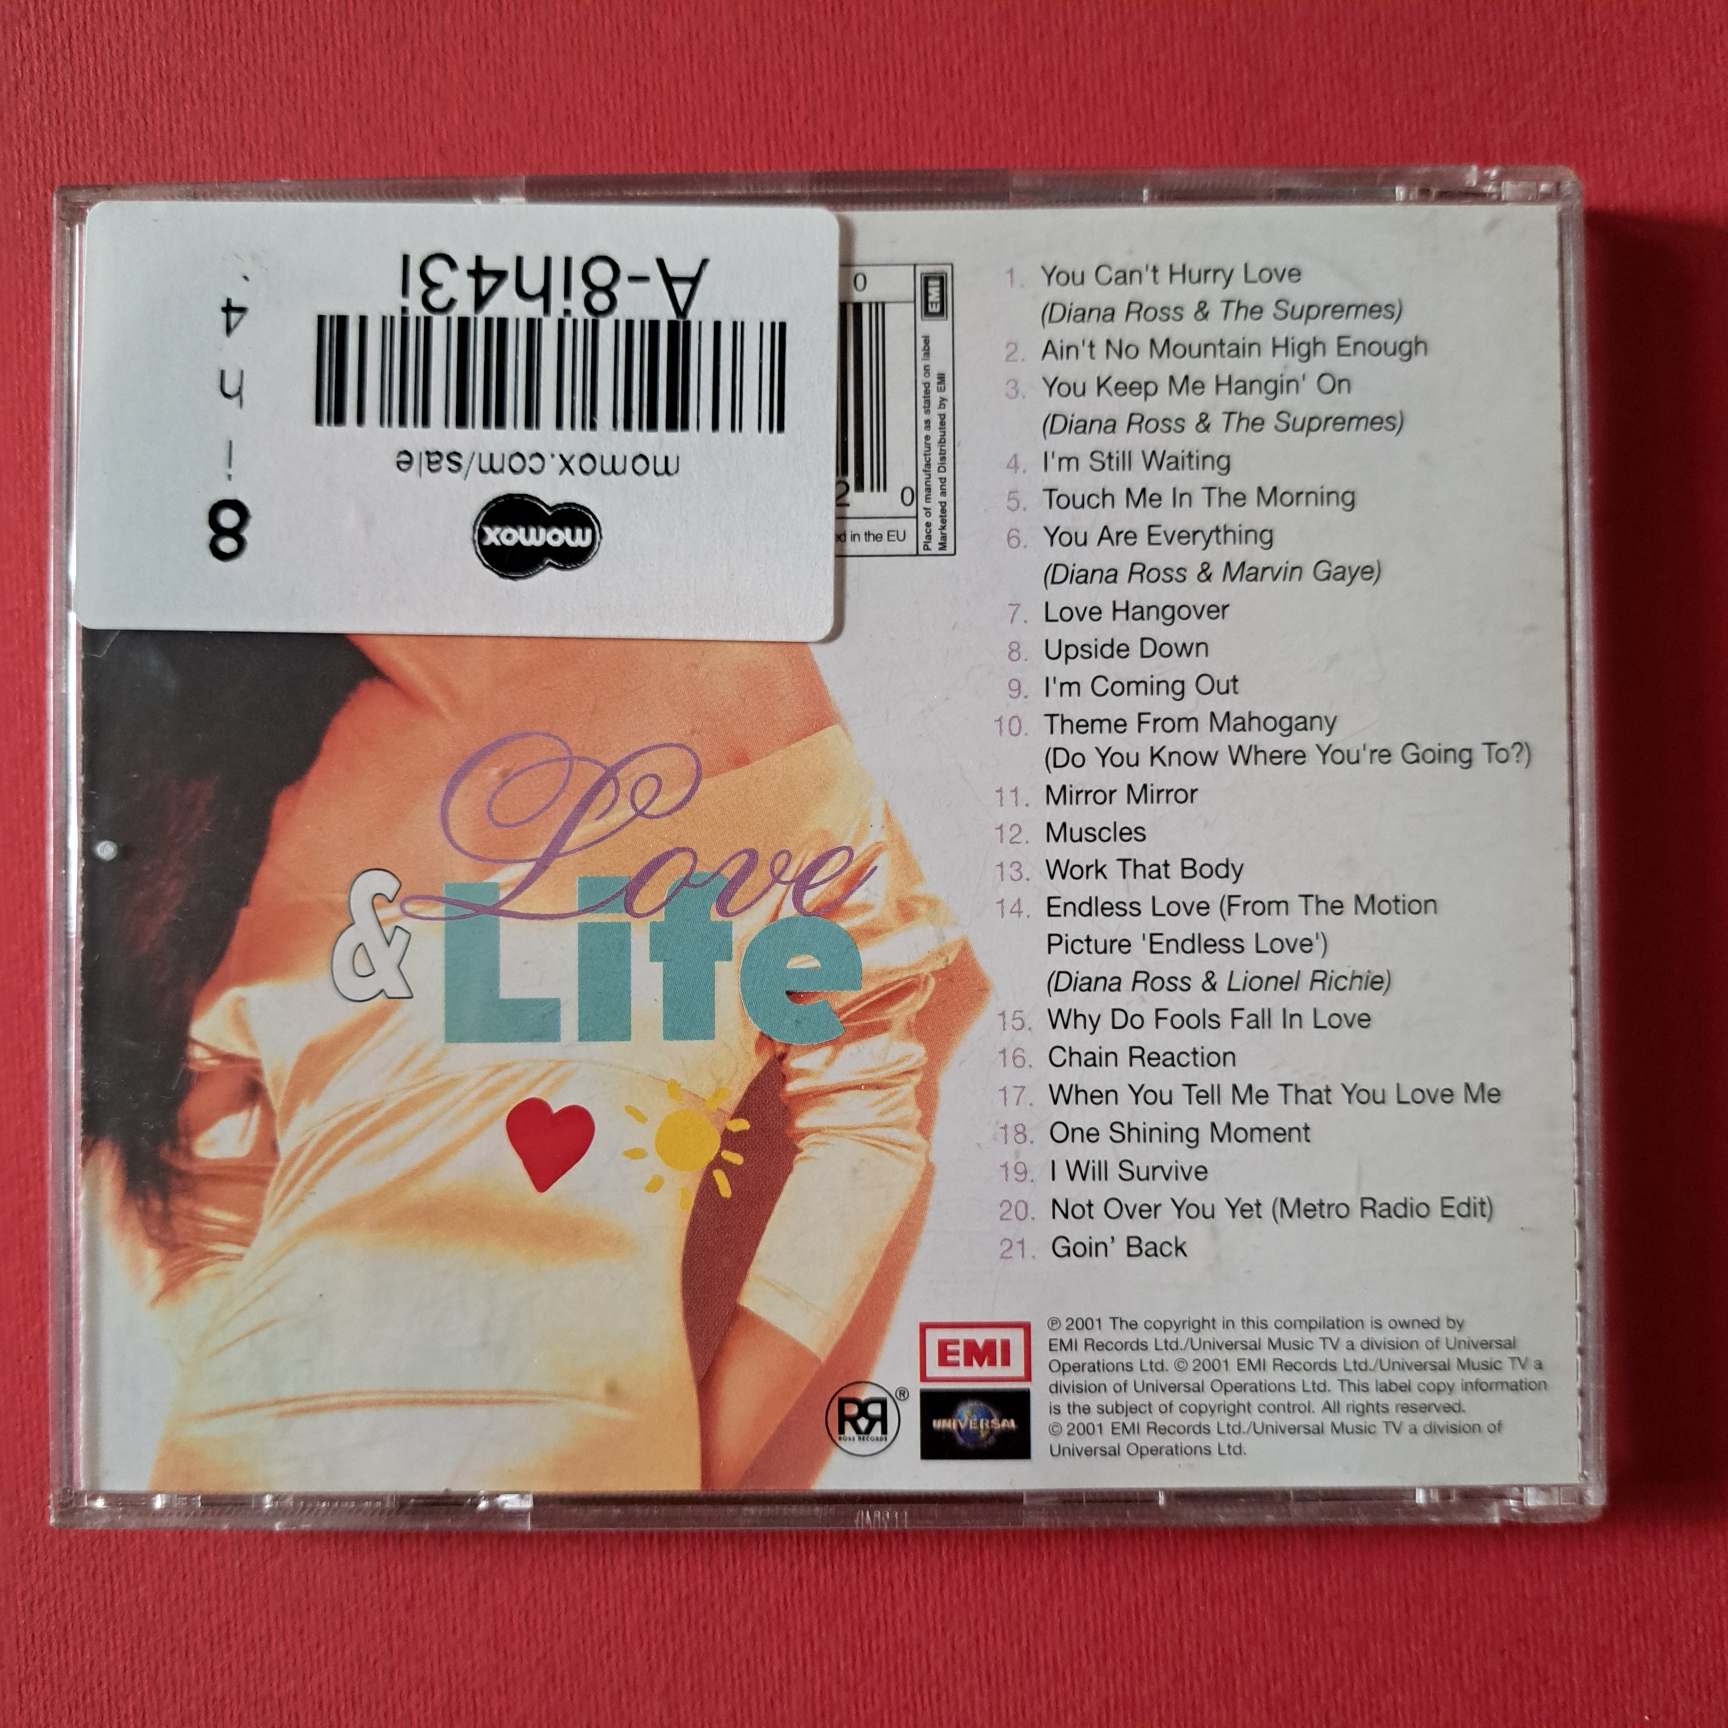 A-8ih43i
momox.com/sale
momox
8 i h 4
0
2 0
d in the EU
EMI
Place of manufacture as stated on label
Marketed and Distributed by EMI
Love
& Life
1. You Can't Hurry Love
(Diana Ross & The Supremes)
2. Ain't No Mountain High Enough
3. You Keep Me Hangin' On
(Diana Ross & The Supremes)
4. I'm Still Waiting
5. Touch Me In The Morning
6. You Are Everything
(Diana Ross & Marvin Gaye)
7. Love Hangover
8. Upside Down
9. I'm Coming Out
10. Theme From Mahogany
(Do You Know Where You're Going To?)
11. Mirror Mirror
12. Muscles
13. Work That Body
14. Endless Love (From The Motion
Picture 'Endless Love')
(Diana Ross & Lionel Richie)
15. Why Do Fools Fall In Love
16. Chain Reaction
17. When You Tell Me That You Love Me
18. One Shining Moment
19. I Will Survive
20. Not Over You Yet (Metro Radio Edit)
21. Goin' Back
EMI
RR ®
ROSS RECORDS
UNIVERSAL
℗ 2001 The copyright in this compilation is owned by
EMI Records Ltd./Universal Music TV a division of Universal
Operations Ltd. © 2001 EMI Records Ltd./Universal Music TV a
division of Universal Operations Ltd. This label copy information
is the subject of copyright control. All rights reserved.
© 2001 EMI Records Ltd./Universal Music TV a division of
Universal Operations Ltd.